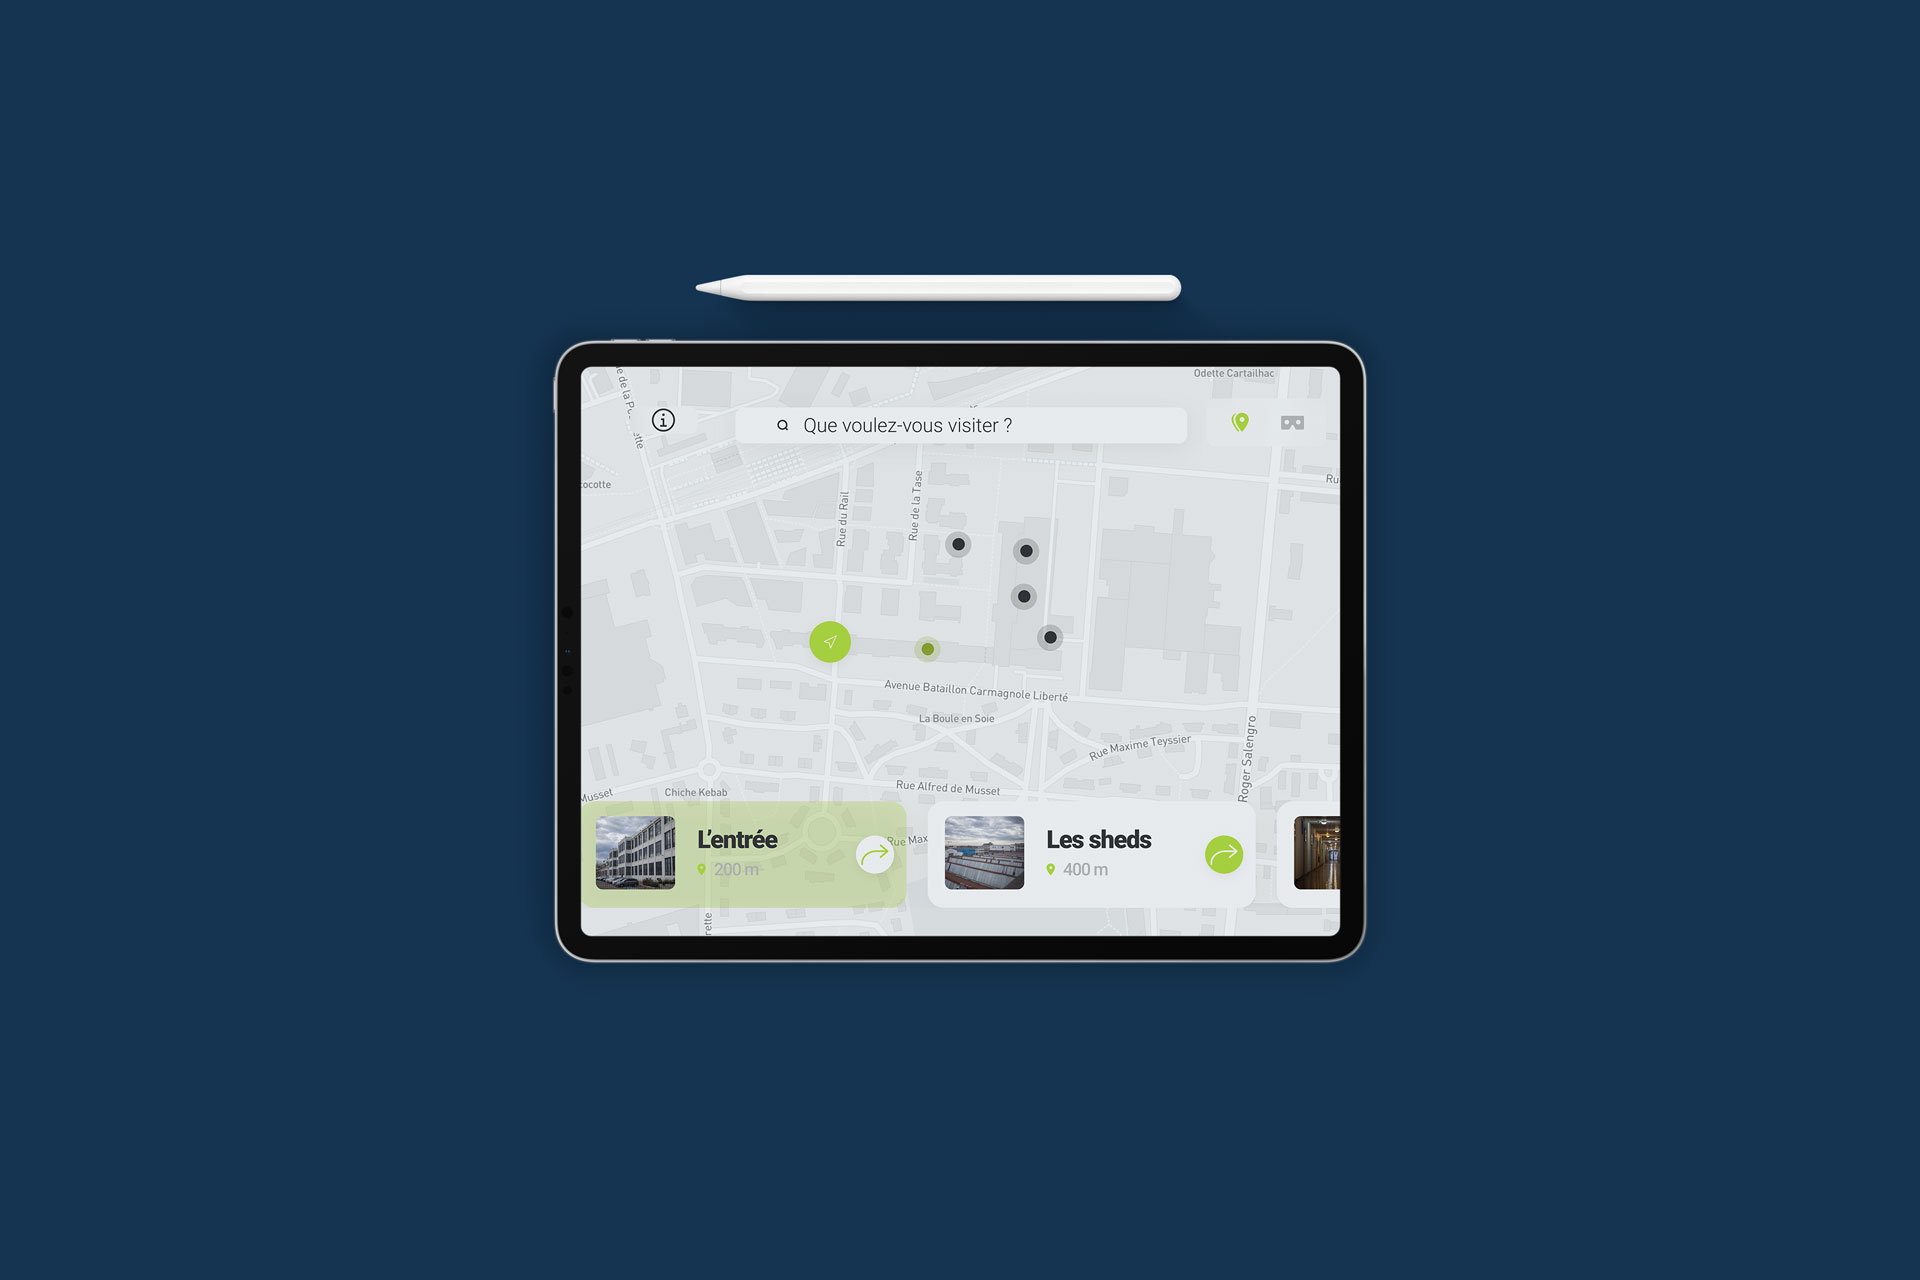 Odette Cartailhac
Que voulez-vous visiter ?
Rue du Rail
Rue de la Tase
Avenue Bataillon Carmagnole Liberté
La Boule en Soie
Rue Maxime Teyssier
Roger Salengro
Rue Alfred de Musset
Musset
Chiche Kebab
L'entrée
200 m
Les sheds
400 m